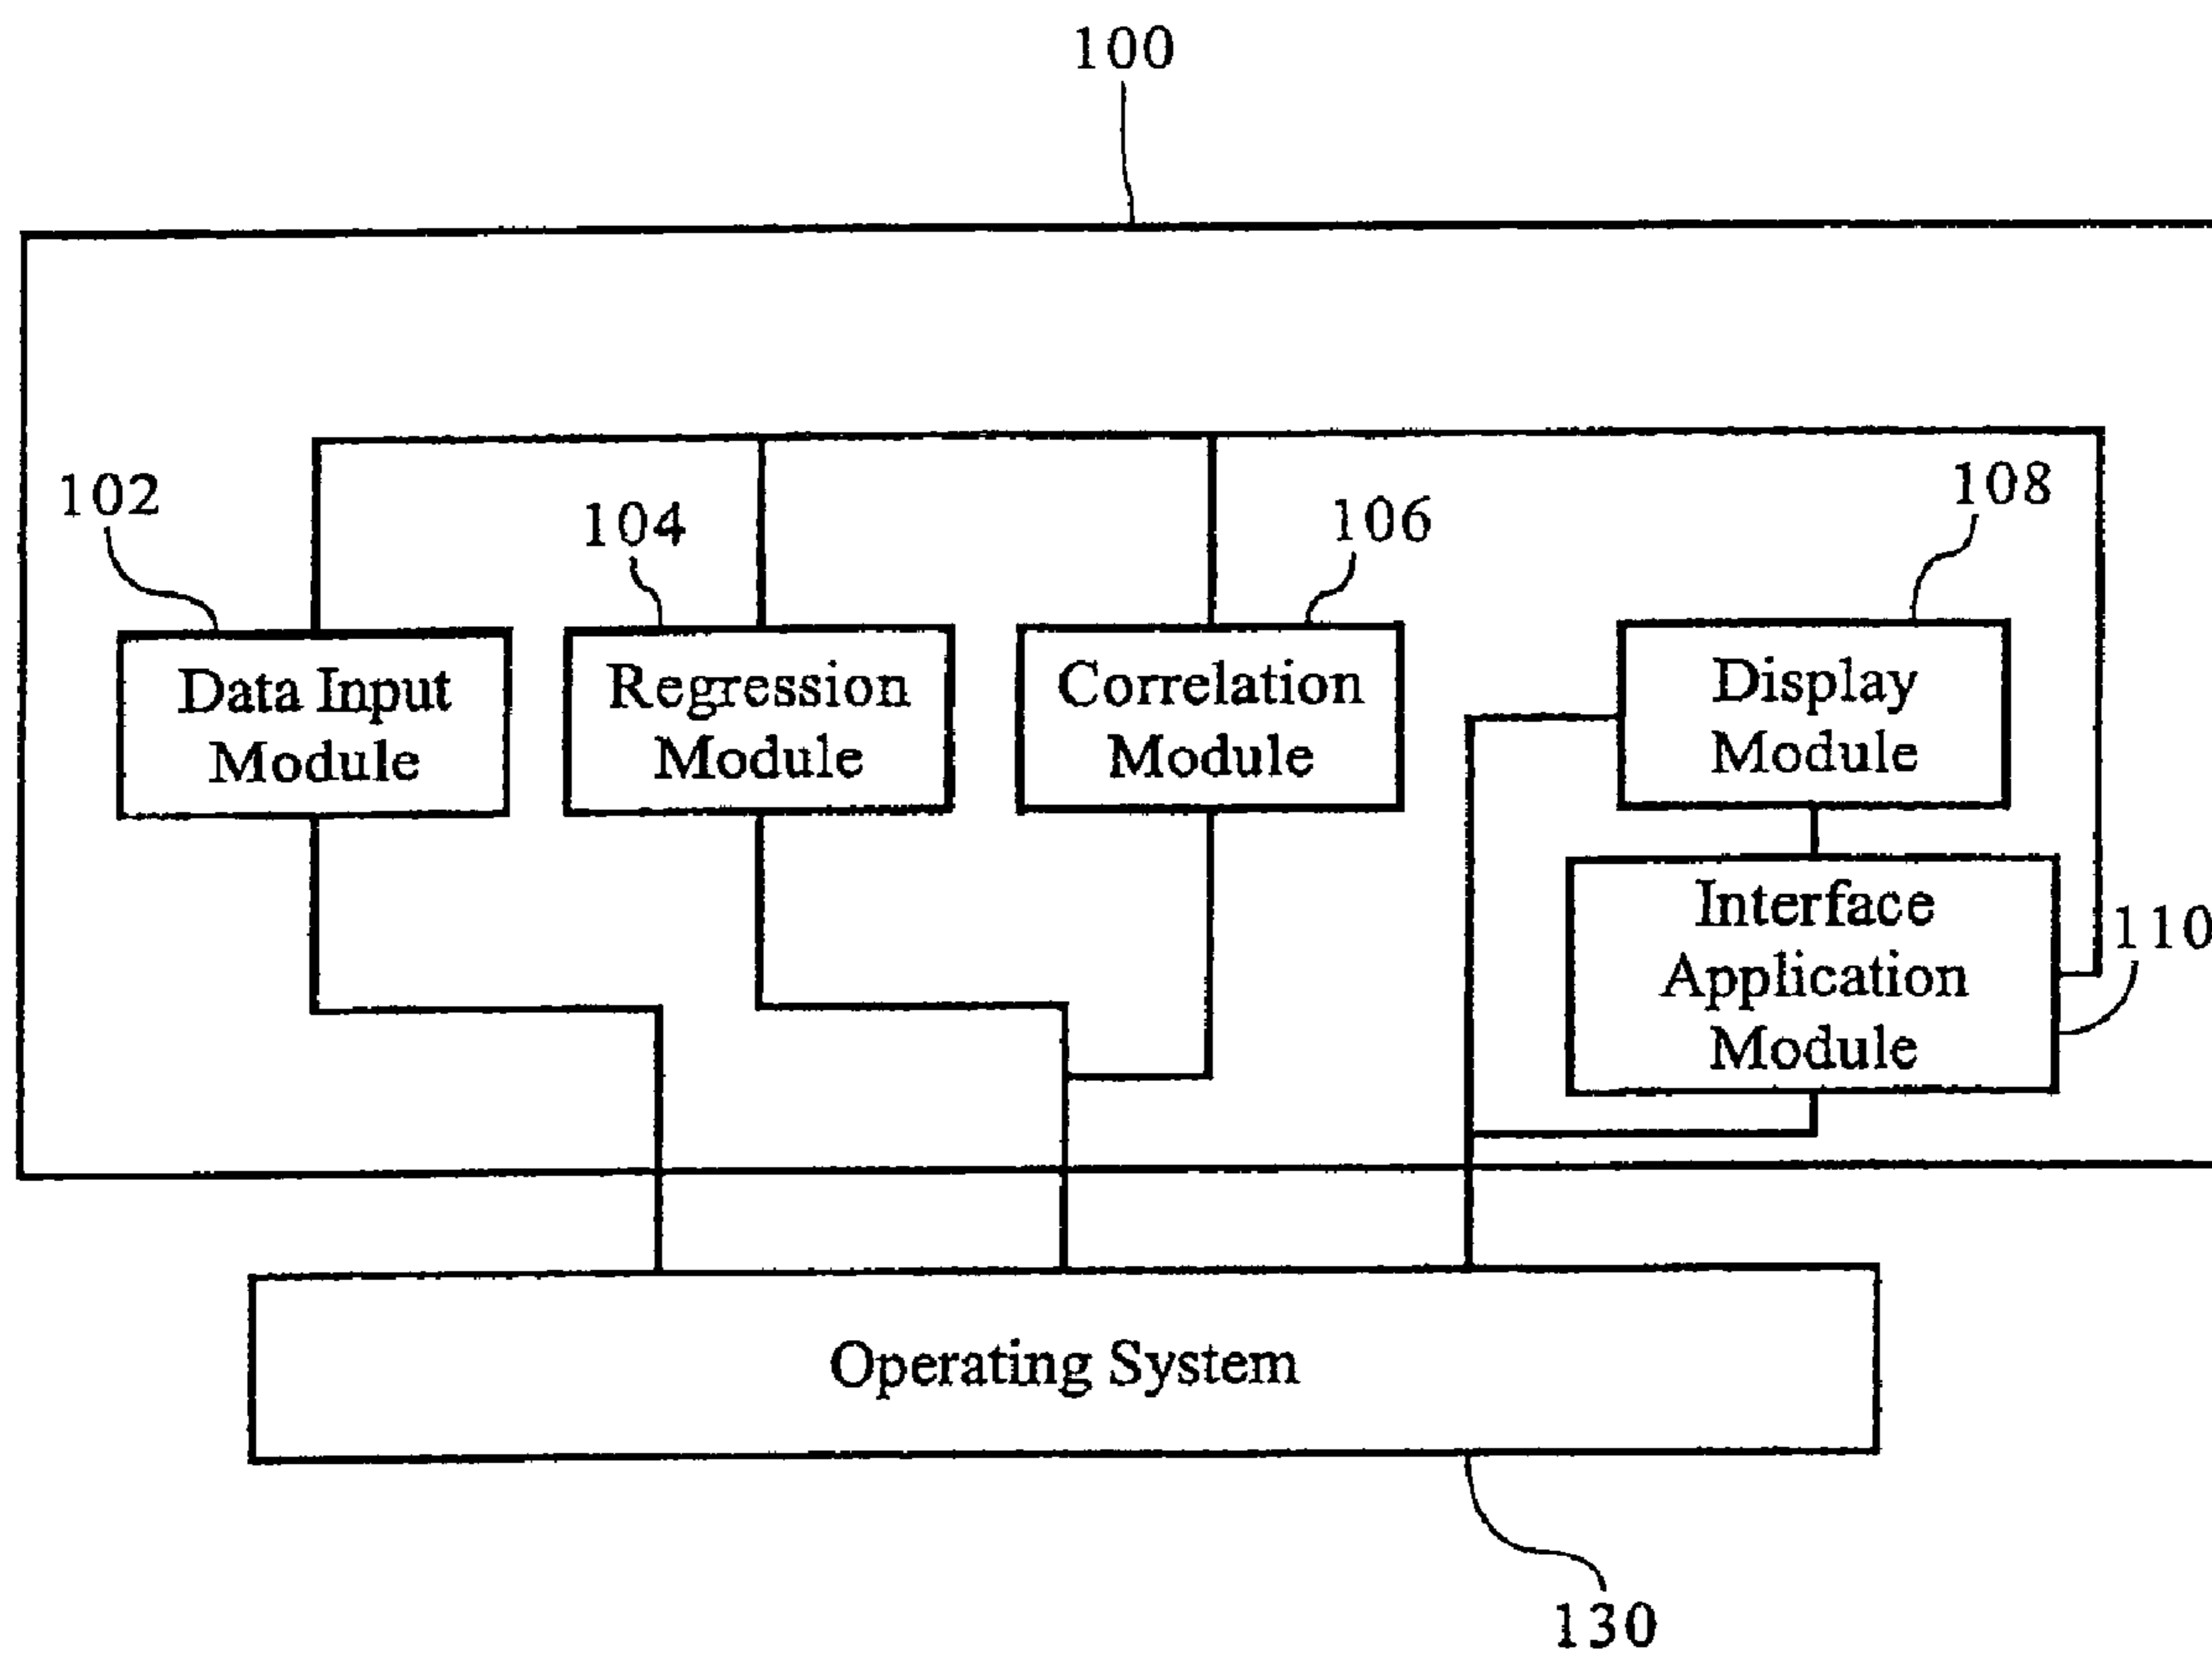 100
102
104
106
108
Data Input
Module
Regression
Module
Correlation
Module
Display
Module
Interface
Application
Module
110
Operating System
130